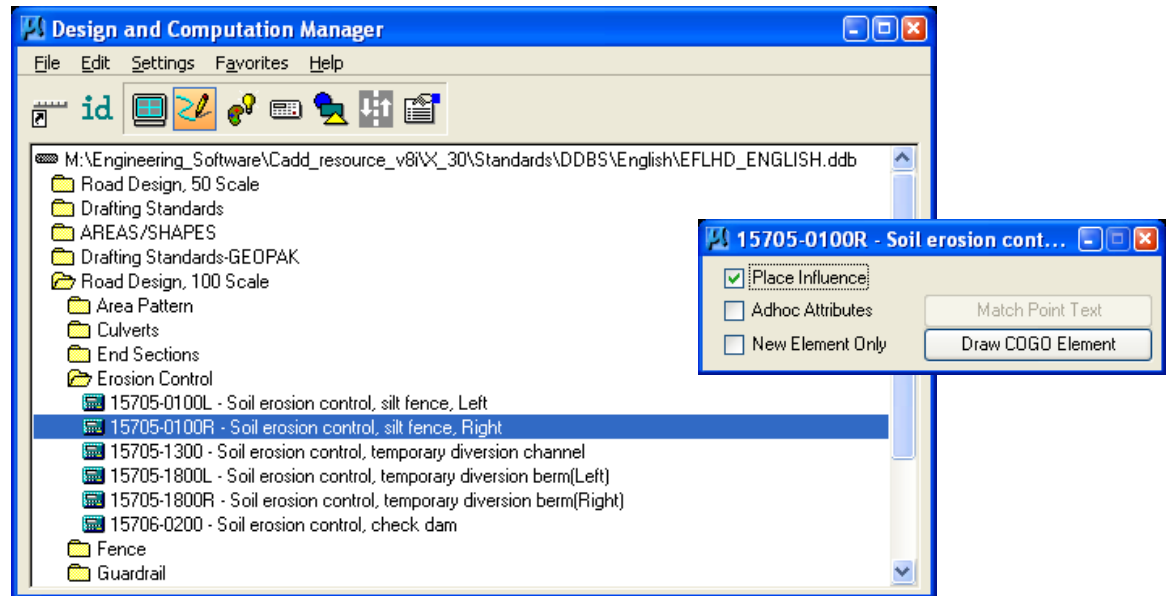 Design and Computation Manager
File Edit Settings Favorites Help
id
M:\Engineering_Software\Cadd_resource_v8i\X_30\Standards\DDBS\English\EFLHD_ENGLISH.ddb
Road Design, 50 Scale
Drafting Standards
AREAS/SHAPES
Drafting Standards-GEOPAK
Road Design, 100 Scale
Area Pattern
Culverts
End Sections
Erosion Control
15705-0100L - Soil erosion control, silt fence, Left
15705-0100R - Soil erosion control, silt fence, Right
15705-1300 - Soil erosion control, temporary diversion channel
15705-1800L - Soil erosion control, temporary diversion berm(Left)
15705-1800R - Soil erosion control, temporary diversion berm(Right)
15706-0200 - Soil erosion control, check dam
Fence
Guardrail
15705-0100R - Soil erosion cont...
Place Influence
Adhoc Attributes Match Point Text
New Element Only Draw COGO Element